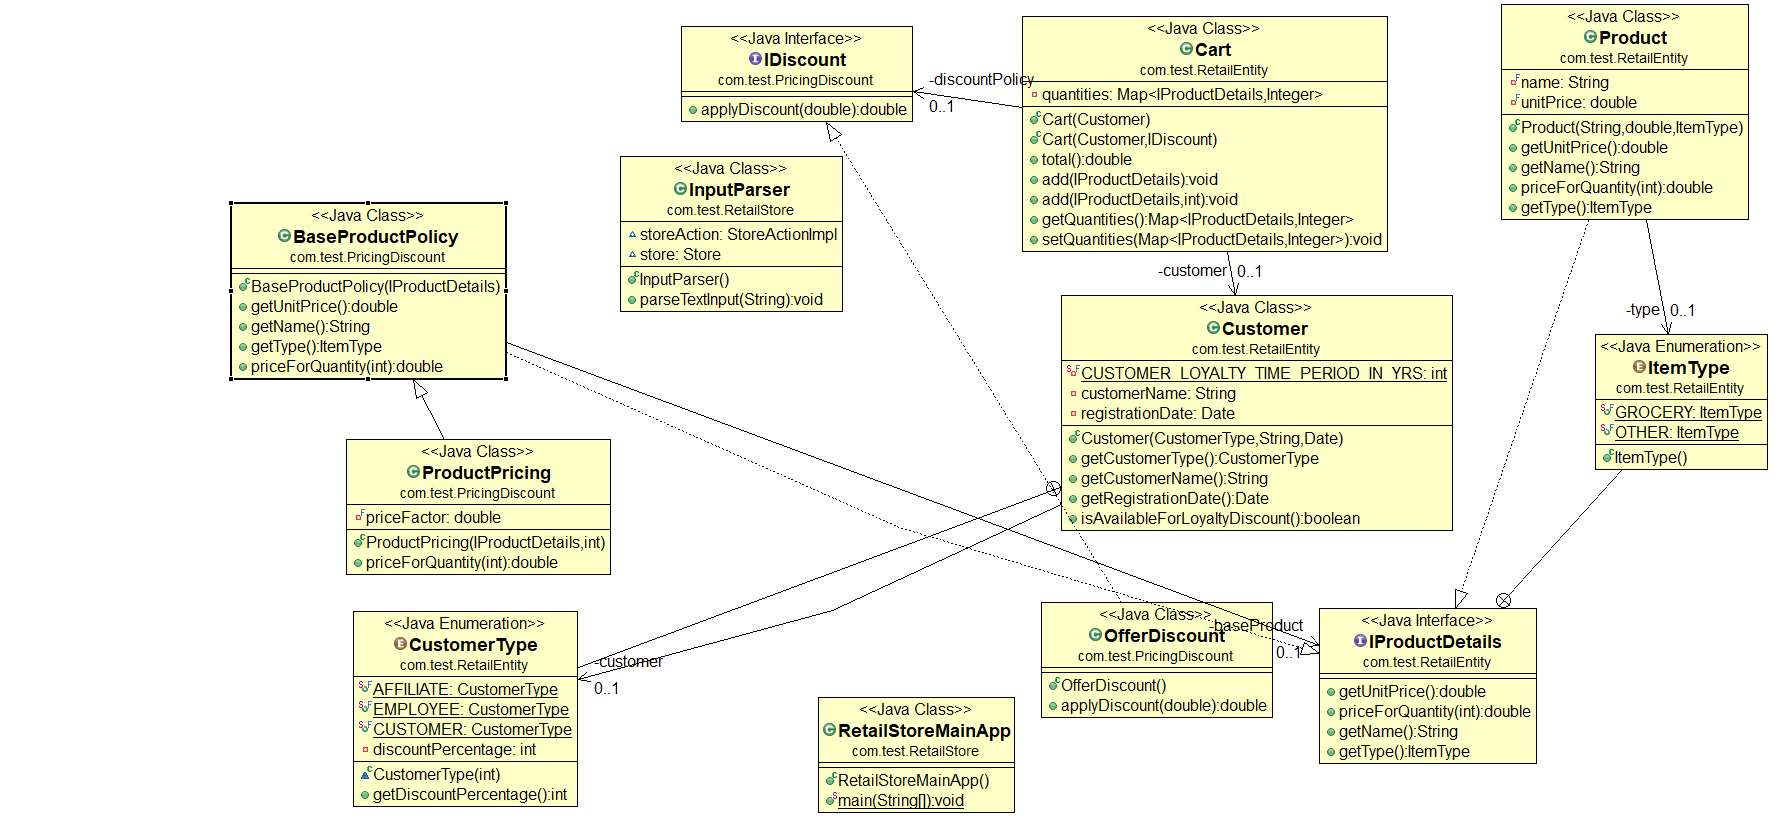 <<Java Interface>>
IDiscount
com.test.PricingDiscount
applyDiscount(double):double
-discountPolicy
0..1
<<Java Class>>
Cart
com.test.RetailEntity
quantities: Map<IProductDetails,Integer>
Cart(Customer)
Cart(Customer,IDiscount)
total():double
add(IProductDetails):void
add(IProductDetails,int):void
getQuantities():Map<IProductDetails,Integer>
setQuantities(Map<IProductDetails,Integer>):void
<<Java Class>>
Product
com.test.RetailEntity
name: String
unitPrice: double
Product(String,double,ItemType)
getUnitPrice():double
getName():String
priceForQuantity(int):double
getType():ItemType
<<Java Class>>
InputParser
com.test.RetailStore
storeAction: StoreActionImpl
store: Store
InputParser()
parseTextInput(String):void
<<Java Class>>
BaseProductPolicy
com.test.PricingDiscount
BaseProductPolicy(IProductDetails)
getUnitPrice():double
getName():String
getType():ItemType
priceForQuantity(int):double
-customer 0..1
<<Java Class>>
Customer
com.test.RetailEntity
CUSTOMER_LOYALTY_TIME_PERIOD_IN_YRS: int
customerName: String
registrationDate: Date
Customer(CustomerType,String,Date)
getCustomerType():CustomerType
getCustomerName():String
getRegistrationDate():Date
isAvailableForLoyaltyDiscount():boolean
-type 0..1
<<Java Enumeration>>
ItemType
com.test.RetailEntity
GROCERY: ItemType
OTHER: ItemType
ItemType()
<<Java Class>>
ProductPricing
com.test.PricingDiscount
priceFactor: double
ProductPricing(IProductDetails,int)
priceForQuantity(int):double
<<Java Enumeration>>
CustomerType
com.test.RetailEntity
AFFILIATE: CustomerType
EMPLOYEE: CustomerType
CUSTOMER: CustomerType
discountPercentage: int
CustomerType(int)
getDiscountPercentage():int
-customer
0..1
<<Java Class>>
RetailStoreMainApp
com.test.RetailStore
RetailStoreMainApp()
main(String[]):void
<<Java Class>>
OfferDiscount
com.test.PricingDiscount
OfferDiscount()
applyDiscount(double):double
-baseProduct
0..1
<<Java Interface>>
IProductDetails
com.test.RetailEntity
getUnitPrice():double
priceForQuantity(int):double
getName():String
getType():ItemType